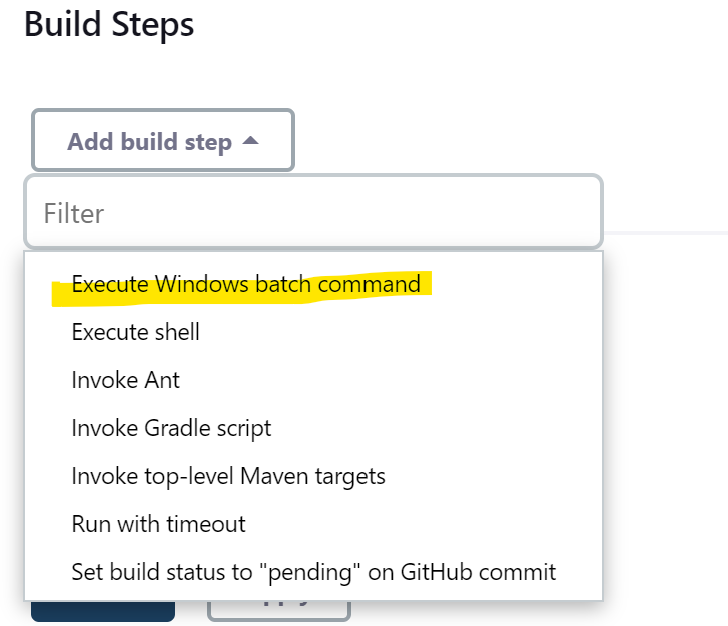 Build Steps
Add build step
Filter
Execute Windows batch command
Execute shell
Invoke Ant
Invoke Gradle script
Invoke top-level Maven targets
Run with timeout
Set build status to "pending" on GitHub commit